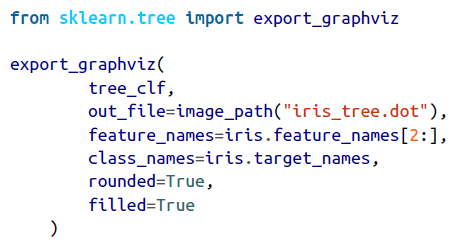 from sklearn.tree import export_graphviz

export_graphviz(
        tree_clf,
        out_file=image_path("iris_tree.dot"),
        feature_names=iris.feature_names[2:],
        class_names=iris.target_names,
        rounded=True,
        filled=True
    )